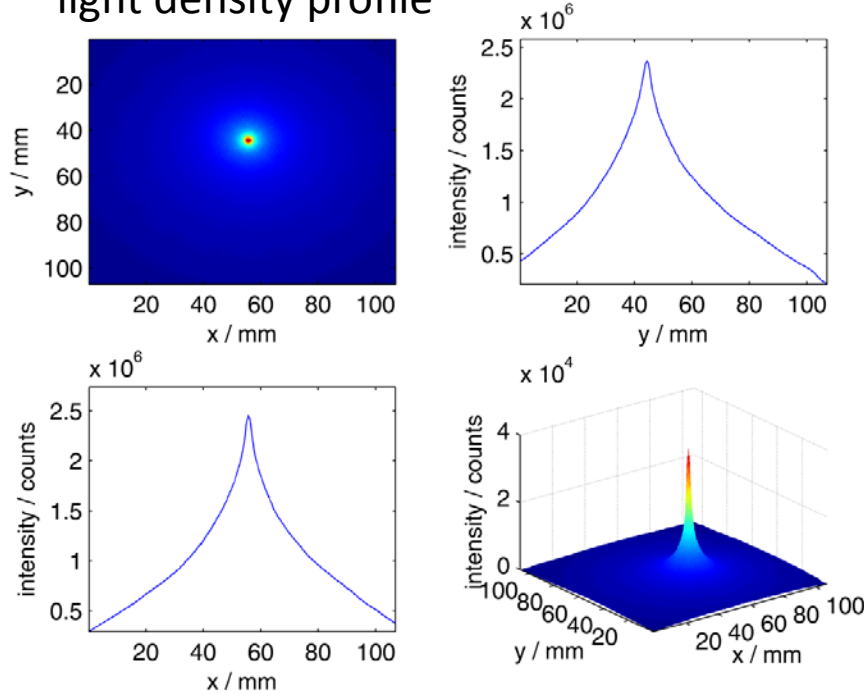 light density profile
20
40
60
80
100
y / mm
20 40 60 80 100
x / mm
x 10^6
2.5
2
1.5
1
0.5
intensity / counts
20 40 60 80 100
y / mm
x 10^6
2.5
2
1.5
1
0.5
intensity / counts
20 40 60 80 100
x / mm
x 10^4
4
2
0
intensity / counts
100 80 60 40 20
y / mm
20 40 60 80 100
x / mm